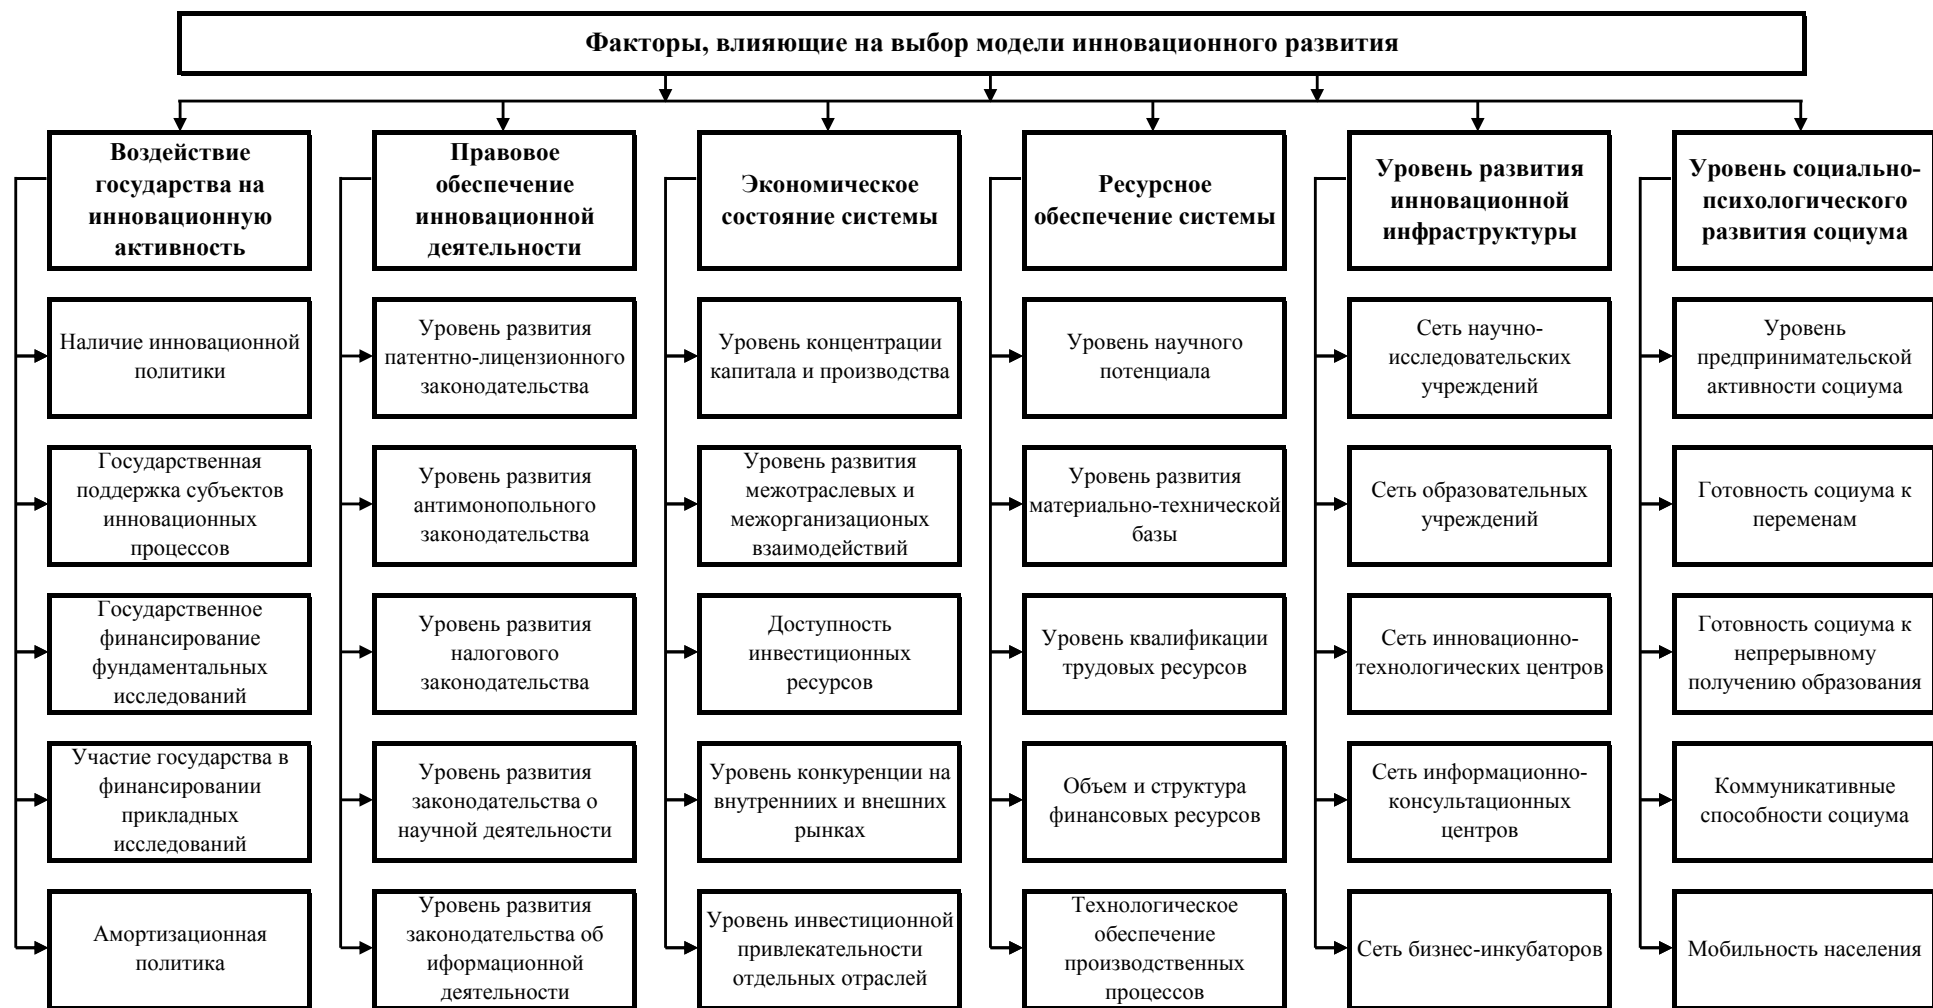 Факторы, влияющие на выбор модели инновационного развития
Воздействие
государства на
инновационную
активность
Наличие инновационной
политики
Государственная
поддержка субъектов
инновационных
процессов
Государственное
финансирование
фундаментальных
исследований
Участие государства в
финансировании
прикладных
исследований
Амортизационная
политика
Правовое
обеспечение
инновационной
деятельности
Уровень развития
патентно-лицензионного
законодательства
Уровень развития
антимонопольного
законодательства
Уровень развития
налогового
законодательства
Уровень развития
законодательства о
научной деятельности
Уровень развития
законодательства об
иформационной
деятельности
Экономическое
состояние системы
Уровень концентрации
капитала и производства
Уровень развития
межотраслевых и
межорганизационых
взаимодействий
Доступность
инвестиционных
ресурсов
Уровень конкуренции на
внутренниих и внешних
рынках
Уровень инвестиционной
привлекательности
отдельных отраслей
Ресурсное
обеспечение системы
Уровень научного
потенциала
Уровень развития
материально-технической
базы
Уровень квалификации
трудовых ресурсов
Объем и структура
финансовых ресурсов
Технологическое
обеспечение
производственных
процессов
Уровень развития
инновационной
инфраструктуры
Сеть научно-
исследовательских
учреждений
Сеть образовательных
учреждений
Сеть инновационно-
технологических центров
Сеть информационно-
консультационных
центров
Сеть бизнес-инкубаторов
Уровень социально-
психологического
развития социума
Уровень
предпринимательской
активности социума
Готовность социума к
переменам
Готовность социума к
непрерывному
получению образования
Коммуникативные
способности социума
Мобильность населения